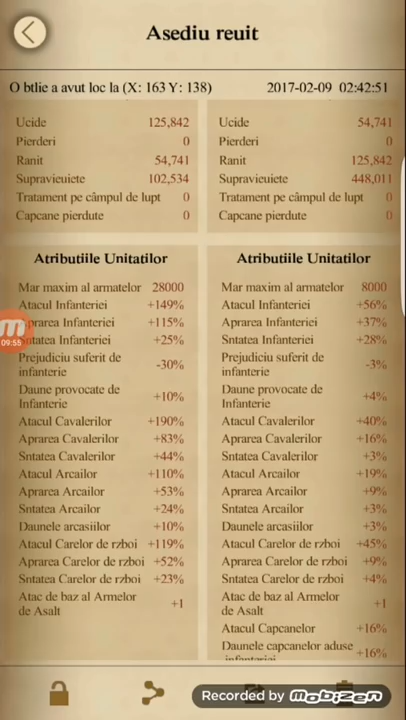 Asediu reuit
O btlie a avut loc la (X: 163 Y: 138) 2017-02-09 02:42:51
Ucide 125,842
Pierderi 0
Ranit 54,741
Supravieuiete 102,534
Tratament pe câmpul de lupt 0
Capcane pierdute 0
Ucide 54,741
Pierderi 0
Ranit 125,842
Supravieuiete 448,011
Tratament pe câmpul de lupt 0
Capcane pierdute 0
Atributiile Unitatilor
Mar maxim al armatelor 28000
Atacul Infanteriei +149%
Aprarea Infanteriei +115%
Sntatea Infanteriei +25%
Prejudiciu suferit de
infanterie -30%
Daune provocate de
Infanterie +10%
Atacul Cavalerilor +190%
Aprarea Cavalerilor +83%
Sntatea Cavalerilor +44%
Atacul Arcailor +110%
Aprarea Arcailor +53%
Sntatea Arcailor +24%
Daunele arcasiilor +10%
Atacul Carelor de rzboi +119%
Aprarea Carelor de rzboi +52%
Sntatea Carelor de rzboi +23%
Atac de baz al Armelor
de Asalt +1
Atributiile Unitatilor
Mar maxim al armatelor 8000
Atacul Infanteriei +56%
Aprarea Infanteriei +37%
Sntatea Infanteriei +28%
Prejudiciu suferit de
infanterie -3%
Daune provocate de
Infanterie +4%
Atacul Cavalerilor +40%
Aprarea Cavalerilor +16%
Sntatea Cavalerilor +3%
Atacul Arcailor +19%
Aprarea Arcailor +9%
Sntatea Arcailor +3%
Daunele arcasiilor +3%
Atacul Carelor de rzboi +45%
Aprarea Carelor de rzboi +9%
Sntatea Carelor de rzboi +4%
Atac de baz al Armelor
de Asalt +1
Atacul Capcanelor +16%
Daunele capcanelor aduse
infantariei +16%
09:55
Recorded by mobizen